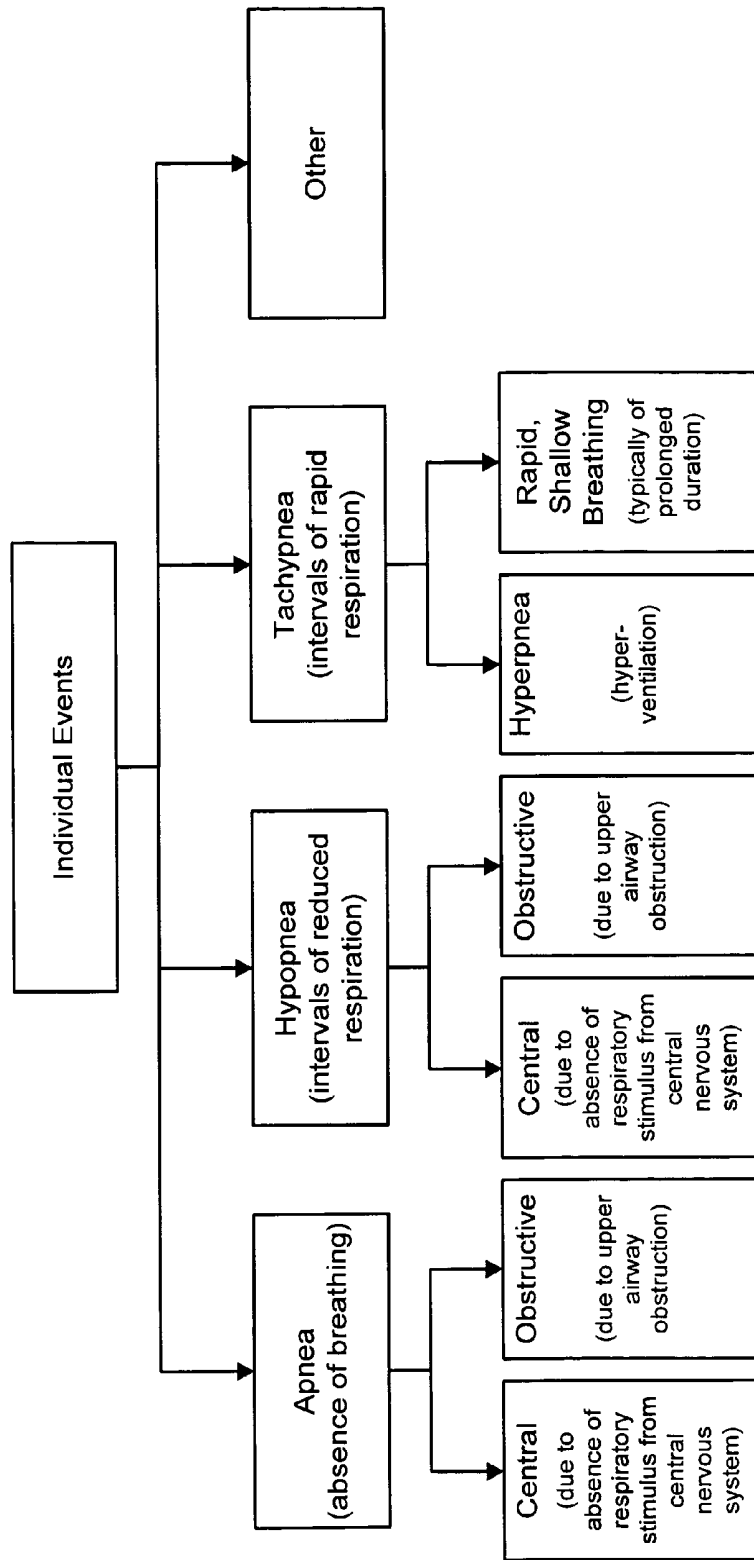 Individual Events
Apnea
(absence of breathing)
Hypopnea
(intervals of reduced
respiration)
Tachypnea
(intervals of rapid
respiration)
Other
Central
(due to
absence of
respiratory
stimulus from
central
nervous
system)
Obstructive
(due to upper
airway
obstruction)
Central
(due to
absence of
respiratory
stimulus from
central
nervous
system)
Obstructive
(due to upper
airway
obstruction)
Hyperpnea
(hyper-
ventilation)
Rapid,
Shallow
Breathing
(typically of
prolonged
duration)